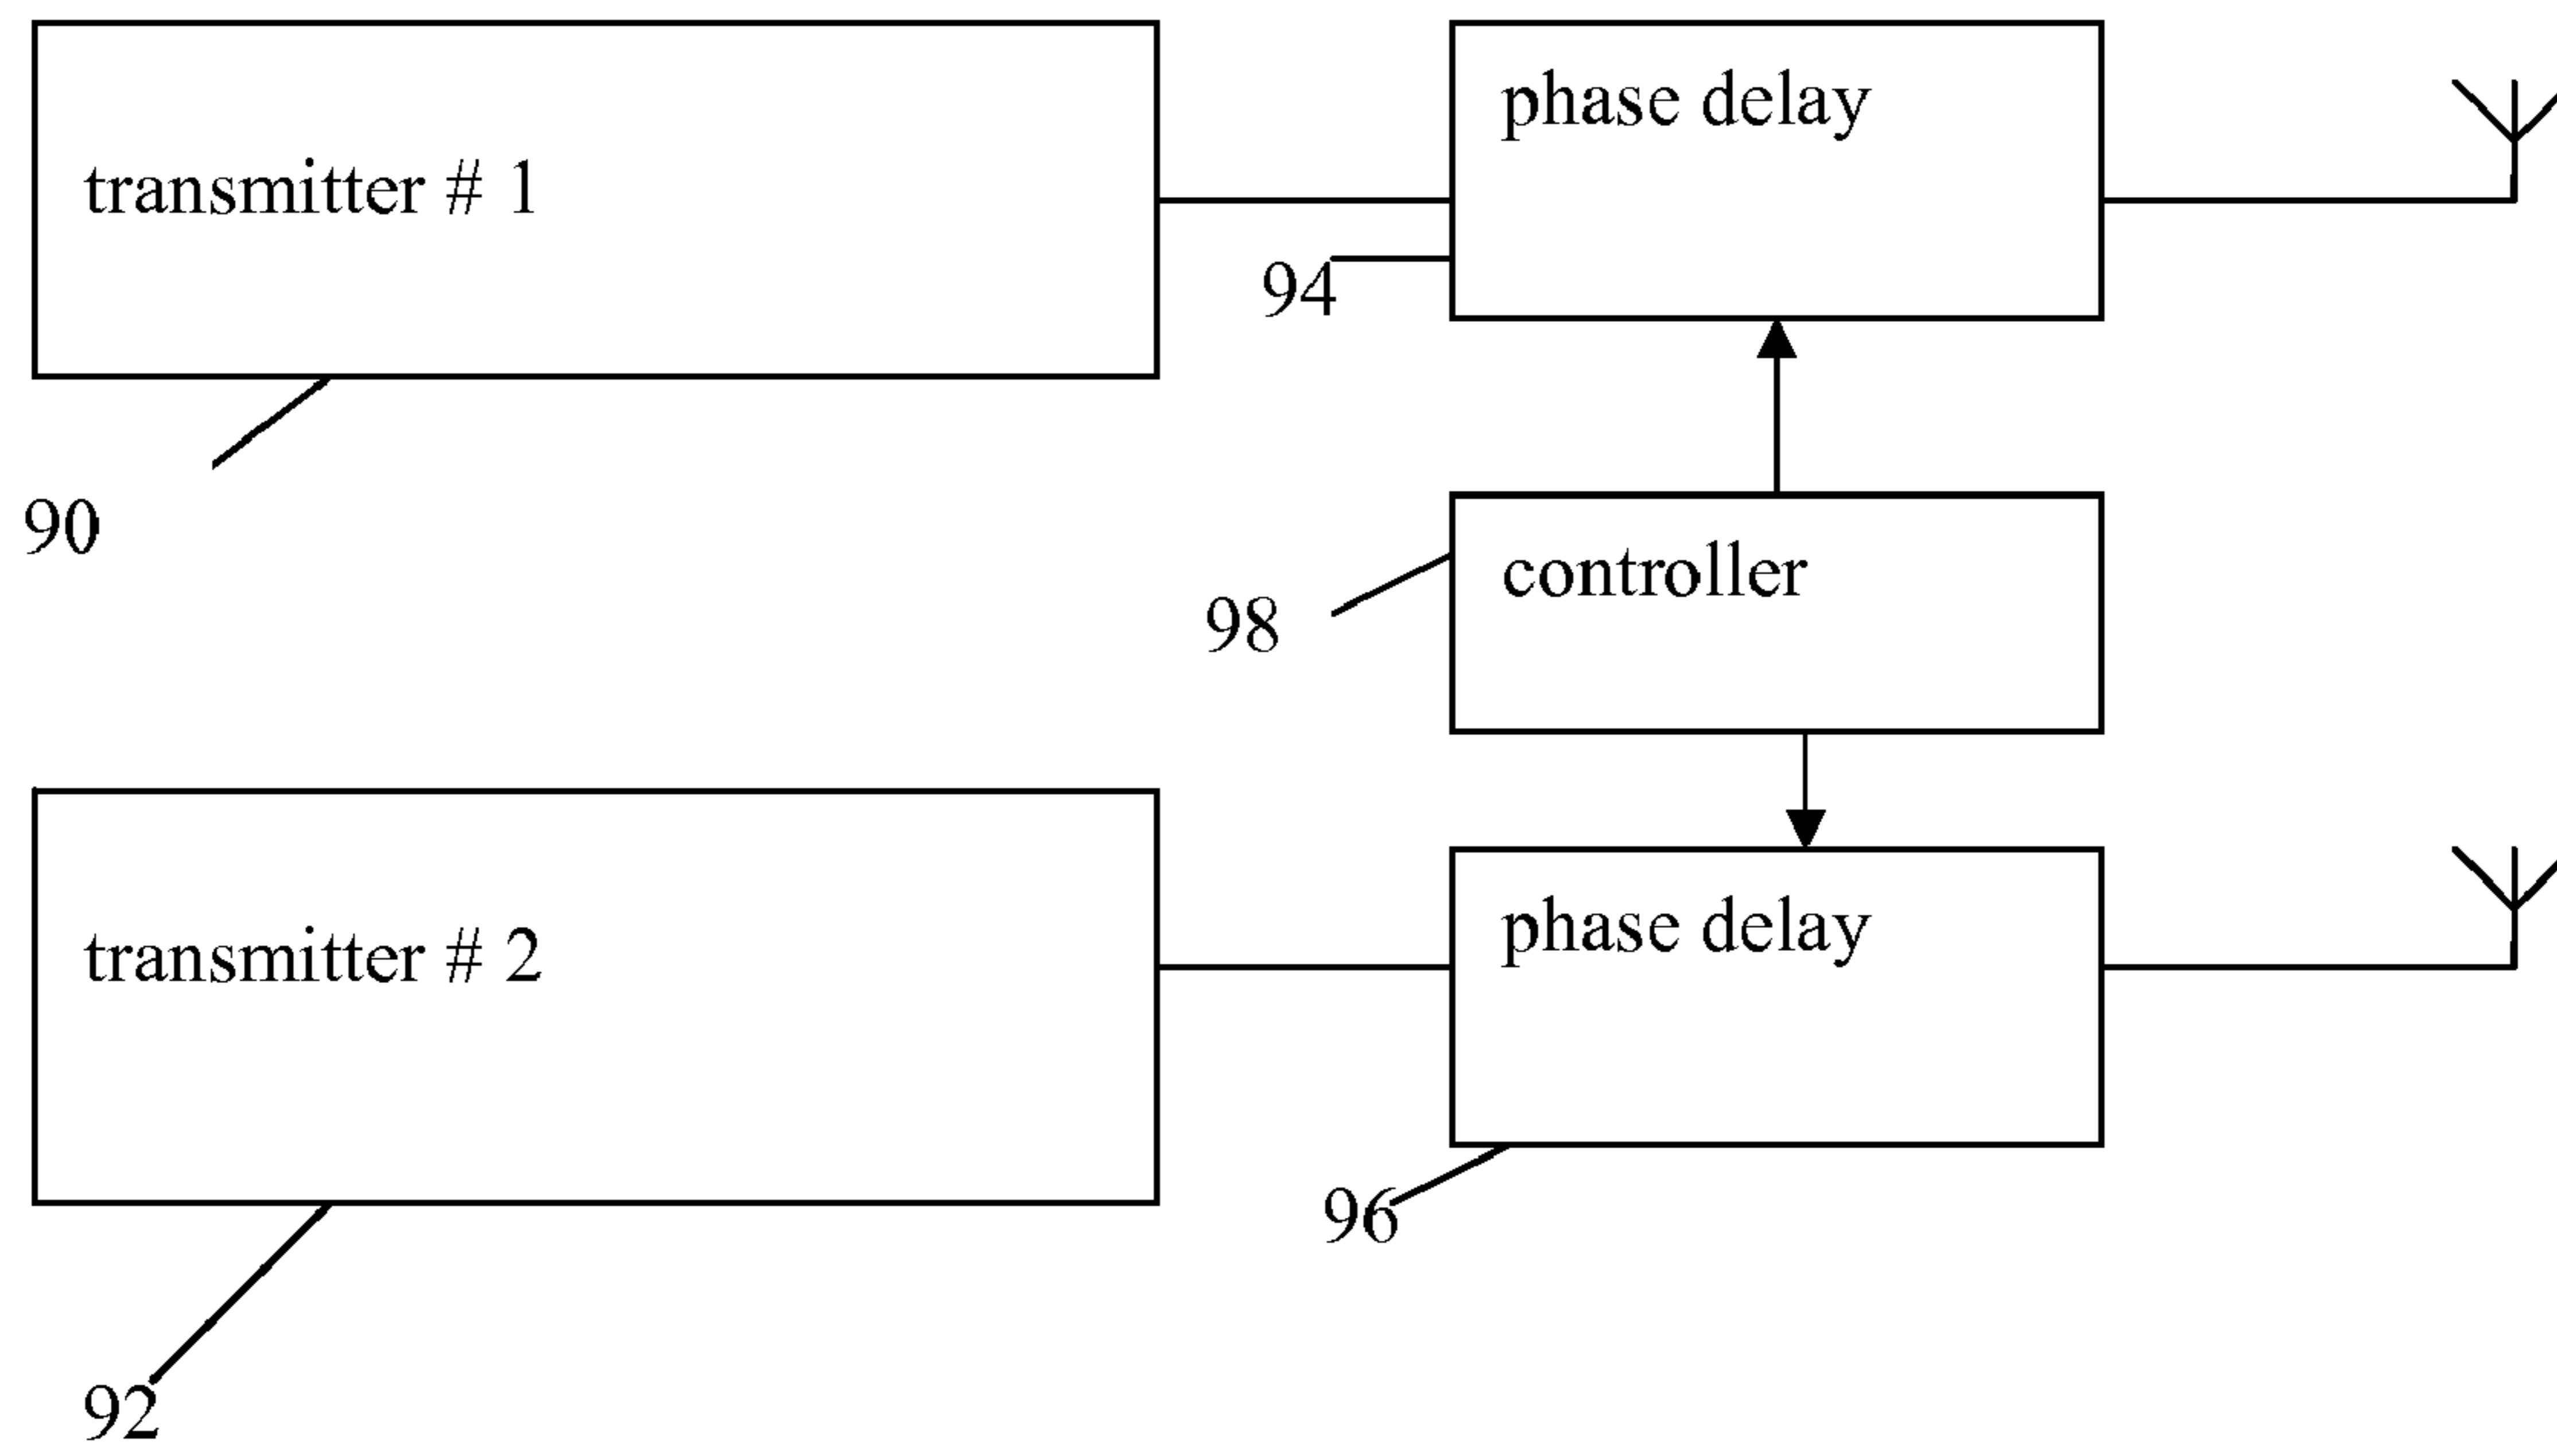 transmitter # 1
phase delay
94
90
controller
98
transmitter # 2
phase delay
96
92